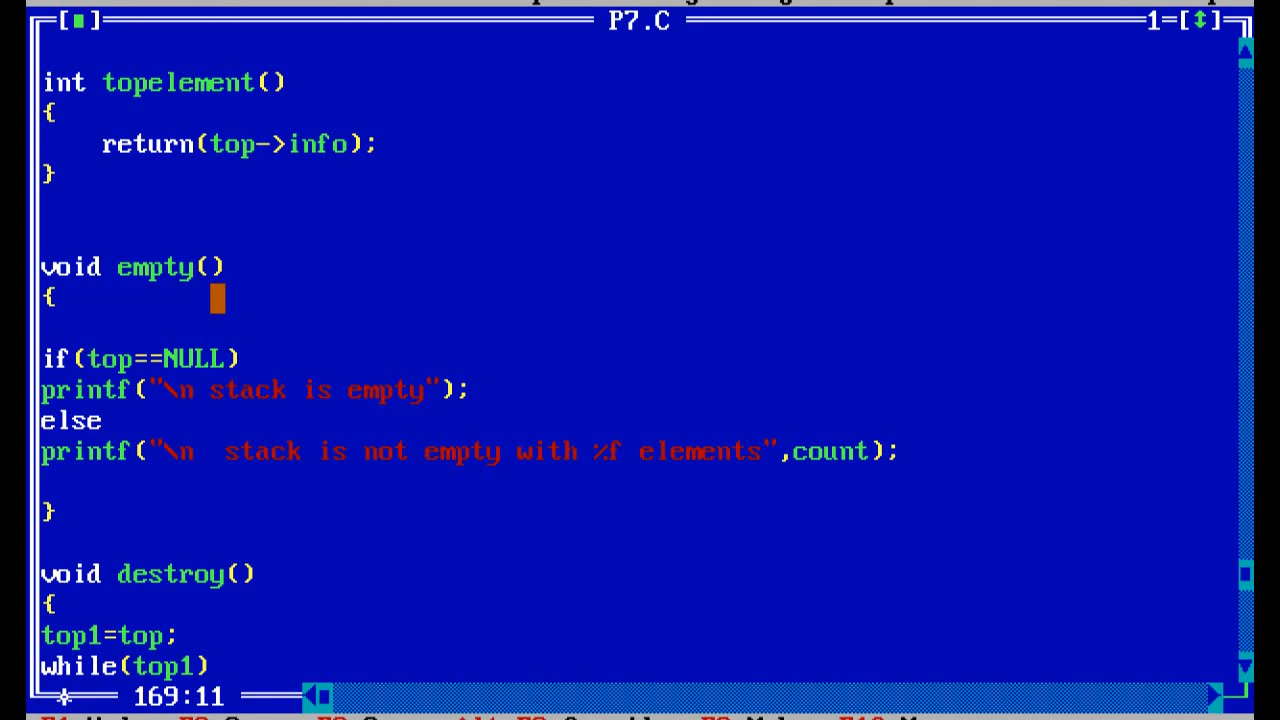 P7.C
1
int topelement()
{
return(top->info);
}
void empty()
{
if(top==NULL)
printf("\n stack is empty");
else
printf("\n  stack is not empty with %f elements",count);
}
void destroy()
{
top1=top;
while(top1)
169:11